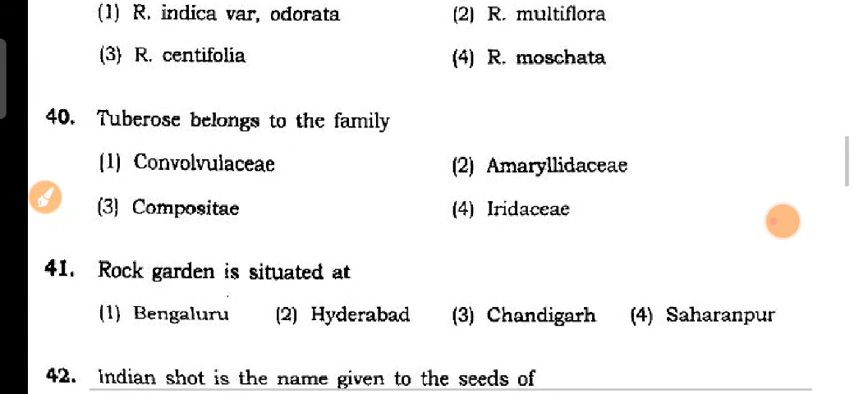 (1) R. indica var, odorata (2) R. multiflora
(3) R. centifolia (4) R. moschata
40. Tuberose belongs to the family
(1) Convolvulaceae (2) Amaryllidaceae
(3) Compositae (4) Iridaceae
41. Rock garden is situated at
(1) Bengaluru (2) Hyderabad (3) Chandigarh (4) Saharanpur
42. Indian shot is the name given to the seeds of